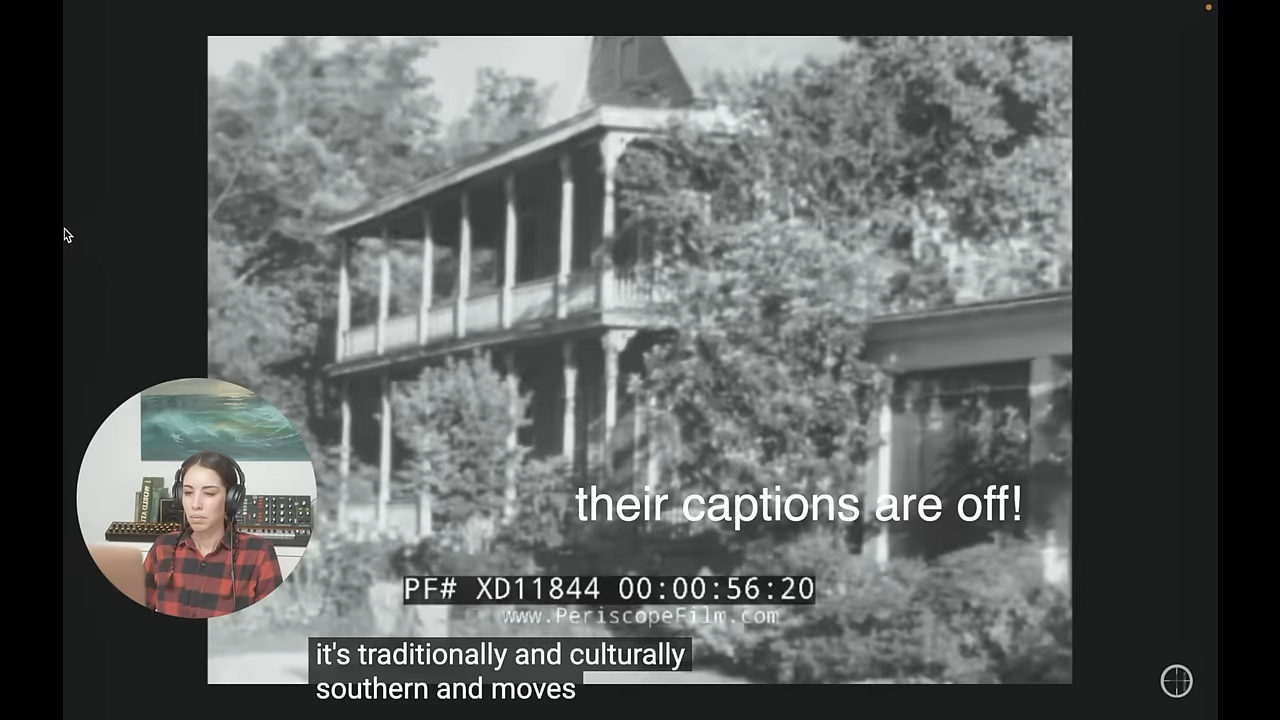 their captions are off!
PF# XD11844 00:00:56:20
www.PeriscopeFilm.com
it's traditionally and culturally
southern and moves